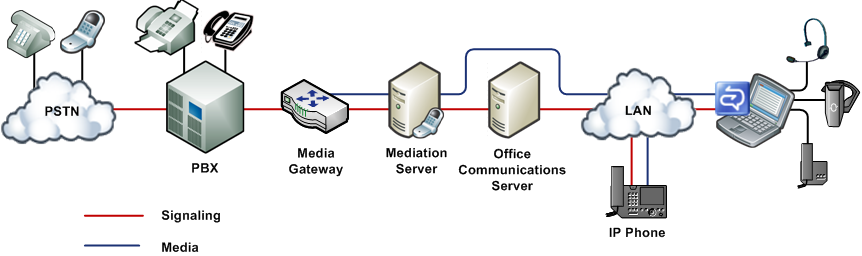 PSTN
PBX
Media
Gateway
Mediation
Server
Office
Communications
Server
LAN
IP Phone
Signaling
Media